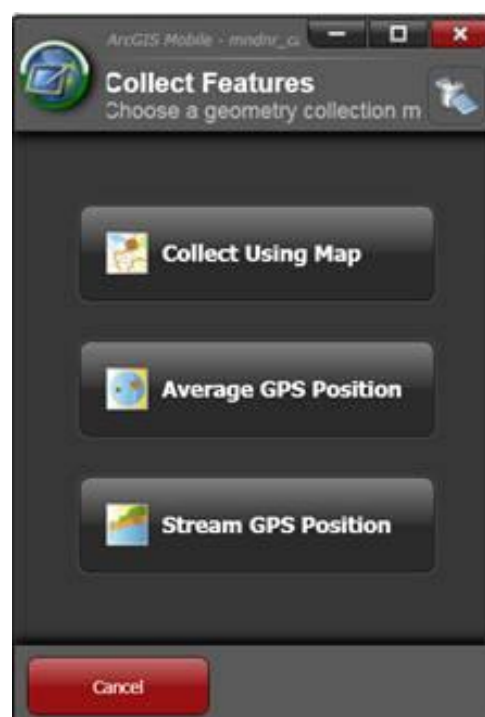 ArcGIS Mobile - mndnr_c
Collect Features
Choose a geometry collection m
Collect Using Map
Average GPS Position
Stream GPS Position
Cancel